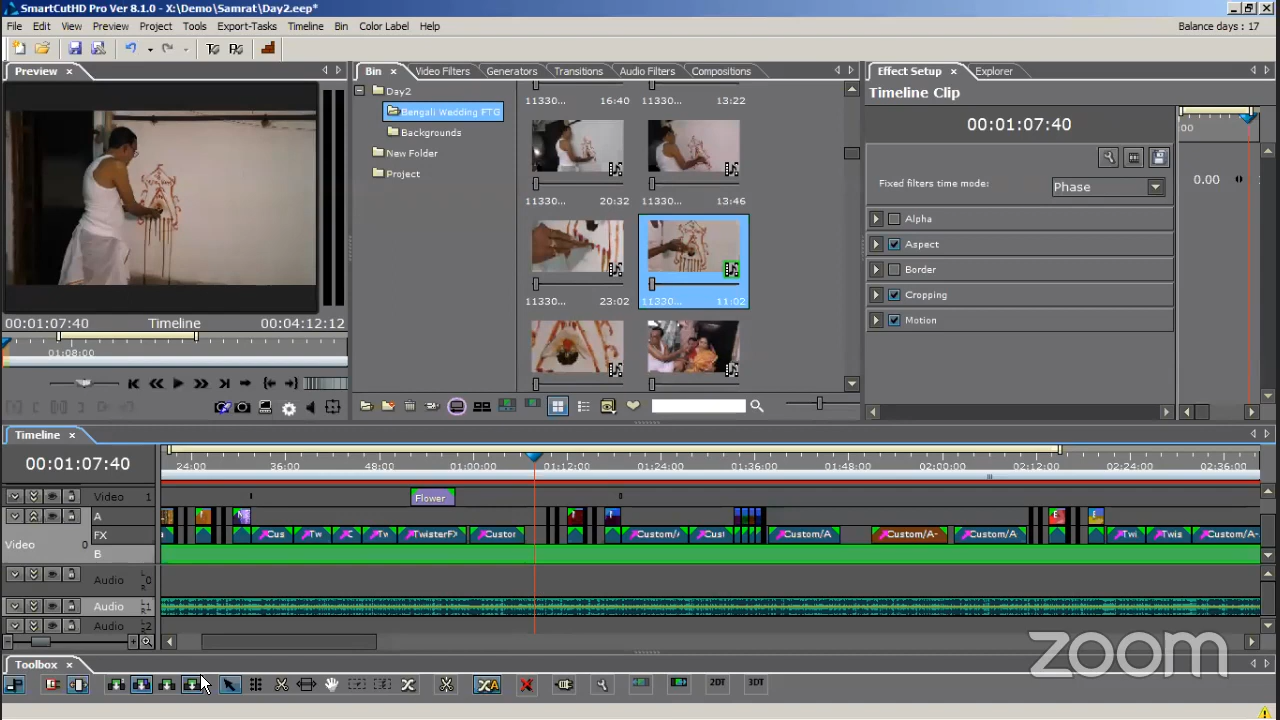 SmartCutHD Pro Ver 8.1.0 - X:\Demo\Samrat\Day2.eep*
File Edit View Preview Project Tools Export-Tasks Timeline Bin Color Label Help
Balance days : 17
Preview
Bin Video Filters Generators Transitions Audio Filters Compositions
Effect Setup Explorer
Day2
Bengali Wedding FTG
Backgrounds
New Folder
Project
11330... 16:40
13:22
11330... 20:32
11330... 13:46
11330... 23:02
11330... 11:02
Timeline Clip
00:01:07:40
:00
Fixed filters time mode: Phase
0.00
Alpha
Aspect
Border
Cropping
Motion
00:01:07:40 Timeline 00:04:12:12
01:08:00
Timeline
00:01:07:40
24:00 36:00 48:00 01:00:00 01:12:00 01:24:00 01:36:00 01:48:00 02:00:00 02:12:00 02:24:00 02:36:00
Video 1
Flower
A
FX
Cus Tw C Tw TwisterFX Custor Custom/A Cust Custom/A Custom/A- Custom/A Twi Twis Custom/A-
Video 0
B
Audio 0
Audio 1
Audio 2
zoom
Toolbox
2DT 3DT